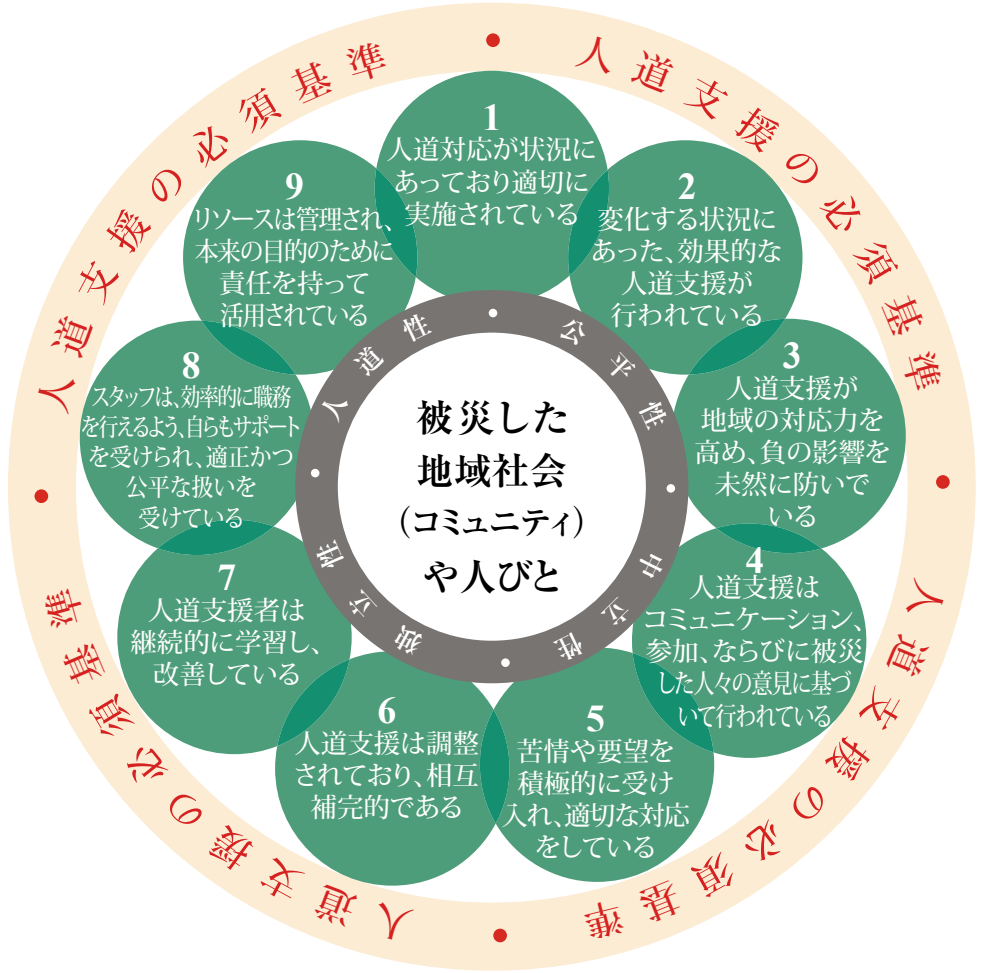 人道支援の必須基準
人道支援の必須基準
人道支援の必須基準
人道支援の必須基準
1
人道対応が状況に
あっており適切に
実施されている
2
変化する状況に
あった、効果的な
人道支援が
行われている
3
人道支援が
地域の対応力を
高め、負の影響を
未然に防いで
いる
4
人道支援は
コミュニケーション、
参加、ならびに被災
した人々の意見に基づ
いて行われている
5
苦情や要望を
積極的に受け
入れ、適切な対応
をしている
6
人道支援は調整
されており、相互
補完的である
7
人道支援者は
継続的に学習し、
改善している
8
スタッフは、効率的に職務
を行えるよう、自らもサポート
を受けられ、適正かつ
公平な扱いを
受けている
9
リソースは管理され、
本来の目的のために
責任を持って
活用されている
人道性
公平性
中立性
独立性
被災した
地域社会
（コミュニティ）
や人びと